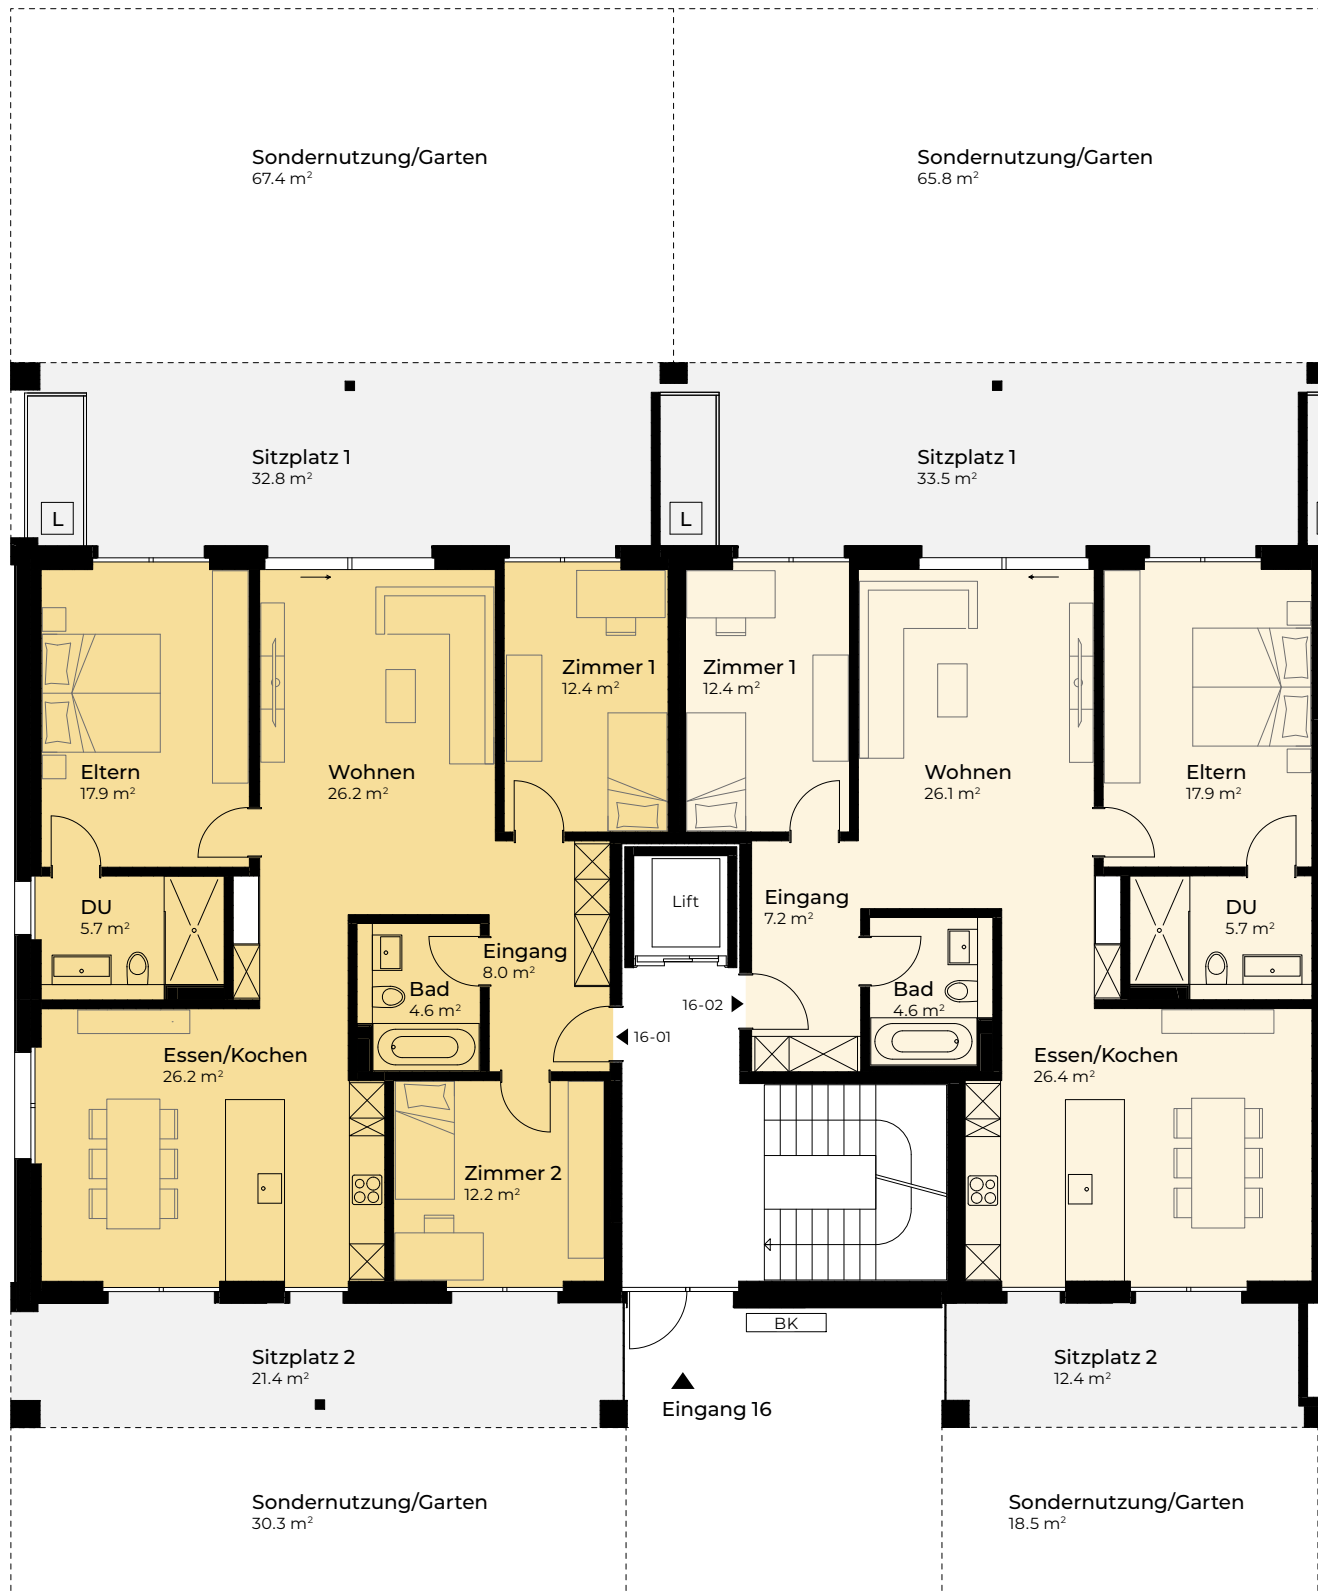 Sondernutzung/Garten
67.4 m²
Sondernutzung/Garten
65.8 m²
Sitzplatz 1
32.8 m²
Sitzplatz 1
33.5 m²
L
L
Zimmer 1
12.4 m²
Zimmer 1
12.4 m²
Eltern
17.9 m²
Wohnen
26.2 m²
Wohnen
26.1 m²
Eltern
17.9 m²
DU
5.7 m²
Lift
Eingang
7.2 m²
DU
5.7 m²
Eingang
8.0 m²
Bad
4.6 m²
16-02
Bad
4.6 m²
16-01
Essen/Kochen
26.2 m²
Essen/Kochen
26.4 m²
Zimmer 2
12.2 m²
BK
Sitzplatz 2
21.4 m²
Sitzplatz 2
12.4 m²
Eingang 16
Sondernutzung/Garten
30.3 m²
Sondernutzung/Garten
18.5 m²